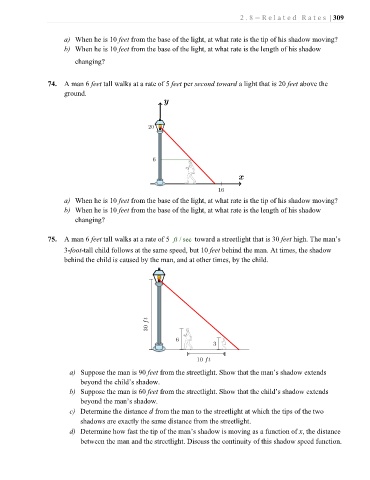 2.8–Related Rates | 309
a) When he is 10 feet from the base of the light, at what rate is the tip of his shadow moving?
b) When he is 10 feet from the base of the light, at what rate is the length of his shadow
changing?
74. A man 6 feet tall walks at a rate of 5 feet per second toward a light that is 20 feet above the
ground.
y
20
6
x
16
a) When he is 10 feet from the base of the light, at what rate is the tip of his shadow moving?
b) When he is 10 feet from the base of the light, at what rate is the length of his shadow
changing?
75. A man 6 feet tall walks at a rate of 5 ft / sec toward a streetlight that is 30 feet high. The man’s
3-foot-tall child follows at the same speed, but 10 feet behind the man. At times, the shadow
behind the child is caused by the man, and at other times, by the child.
30 ft
6
3
10 ft
a) Suppose the man is 90 feet from the streetlight. Show that the man’s shadow extends
beyond the child’s shadow.
b) Suppose the man is 60 feet from the streetlight. Show that the child’s shadow extends
beyond the man’s shadow.
c) Determine the distance d from the man to the streetlight at which the tips of the two
shadows are exactly the same distance from the streetlight.
d) Determine how fast the tip of the man’s shadow is moving as a function of x, the distance
between the man and the streetlight. Discuss the continuity of this shadow speed function.